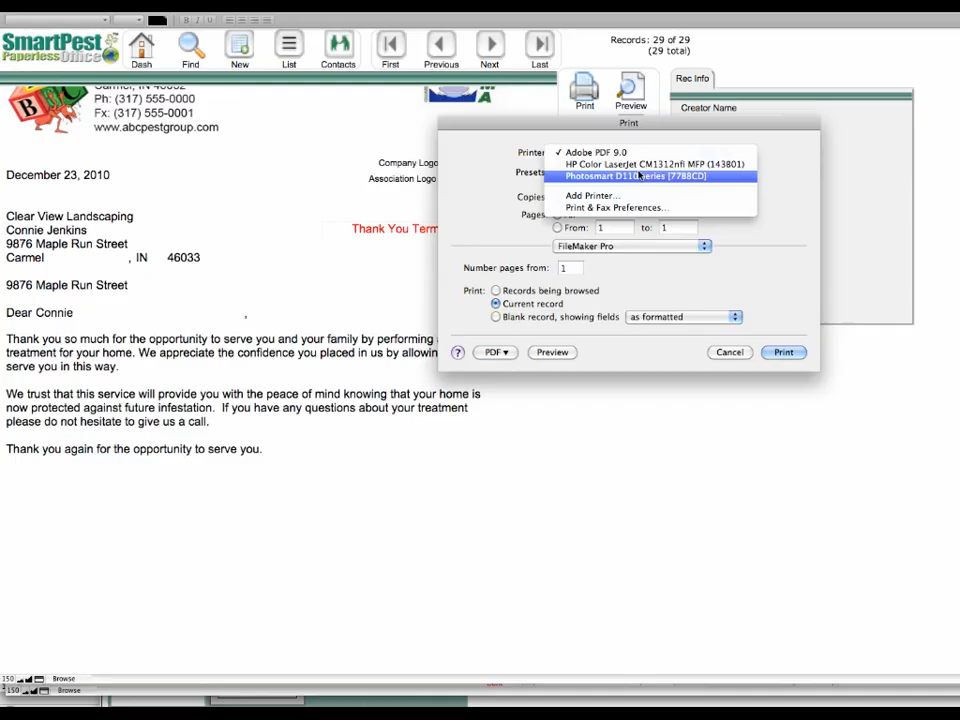 B I U
SmartPest
PaperlessOffice
Dash
Find
New
List
Contacts
First
Previous
Next
Last
Records: 29 of 29
(29 total)
Print
Preview
Rec Info
Creator Name
Carmel, IN 46032
Ph: (317) 555-0000
Fx: (317) 555-0001
www.abcpestgroup.com
M A
Company Logo
Association Logo
December 23, 2010
Thank You Term
Clear View Landscaping
Connie Jenkins
9876 Maple Run Street
Carmel , IN 46033
9876 Maple Run Street
Dear Connie ,
Thank you so much for the opportunity to serve you and your family by performing
treatment for your home. We appreciate the confidence you placed in us by allowin
serve you in this way.
We trust that this service will provide you with the peace of mind knowing that your home is
now protected against future infestation. If you have any questions about your treatment
please do not hesitate to give us a call.
Thank you again for the opportunity to serve you.
Print
Printer
✓ Adobe PDF 9.0
HP Color LaserJet CM1312nfi MFP (143801)
Presets
Photosmart D110 series [7788CD]
Add Printer...
Copies
Print & Fax Preferences...
Pages:
From: 1 to: 1
FileMaker Pro
Number pages from: 1
Print: Records being browsed
Current record
Blank record, showing fields as formatted
? PDF ▾ Preview Cancel Print
150 Browse
150 Browse